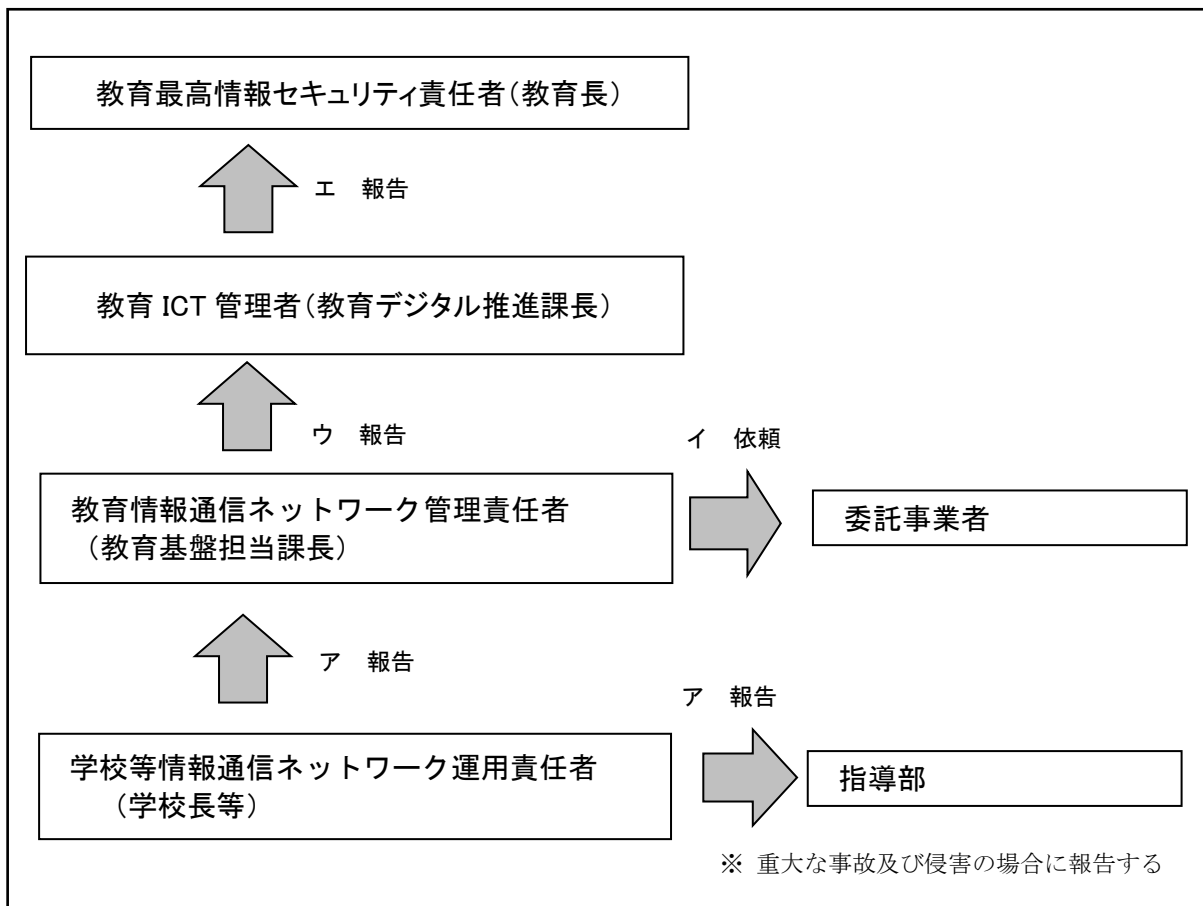 教育最高情報セキュリティ責任者(教育長)
エ 報告
教育 ICT 管理者(教育デジタル推進課長)
ウ 報告
イ 依頼
教育情報通信ネットワーク管理責任者
(教育基盤担当課長)
委託事業者
ア 報告
ア 報告
学校等情報通信ネットワーク運用責任者
(学校長等)
指導部
※ 重大な事故及び侵害の場合に報告する